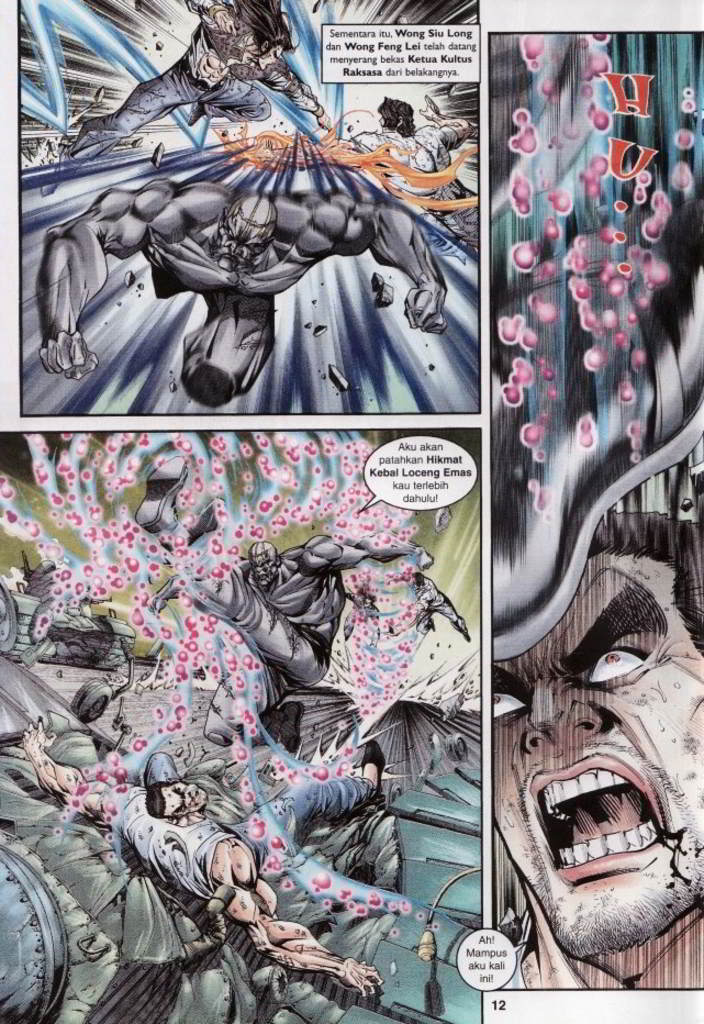 Sementara itu, Wong Siu Long
dan Wong Feng Lei telah datang
menyerang bekas Ketua Kultus
Raksasa dari belakangnya.
HU...
Aku akan
patahkan Hikmat
Kebal Loceng Emas
kau terlebih
dahulu!
Ah!
Mampus
aku kali
ini!
12